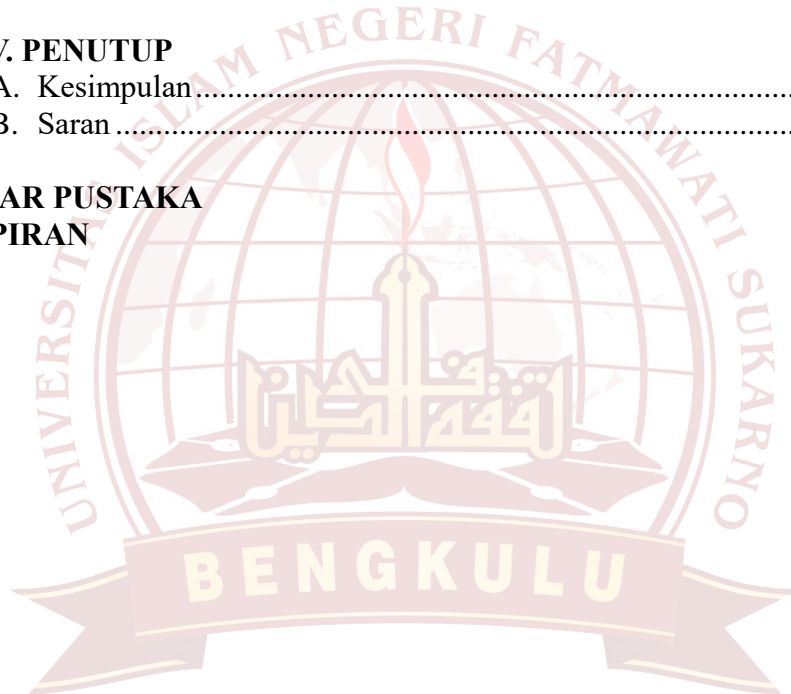 V. PENUTUP
A. Kesimpulan................................................................................
B. Saran..........................................................................................
AR PUSTAKA
PIRAN
UNIVERSITAS ISLAM NEGERI FATMAWATI SUKARNO
BENGKULU